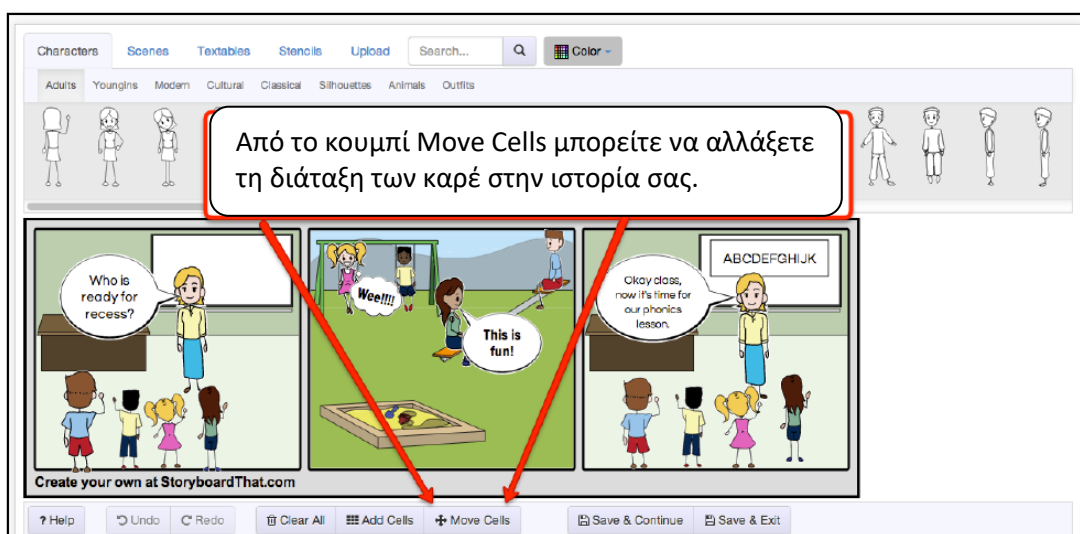 Characters Scenes Textables Stencils Upload Search... Color
Adults Youngins Modern Cultural Classical Silhouettes Animals Outfits
Από το κουμπί Move Cells μπορείτε να αλλάξετε
τη διάταξη των καρέ στην ιστορία σας.
Who is
ready for
recess?
Wee!!!!
This is
fun!
ABCDEFGHIJK
Okay class,
now it's time for
our phonics
lesson.
Create your own at StoryboardThat.com
? Help Undo Redo Clear All Add Cells Move Cells Save & Continue Save & Exit